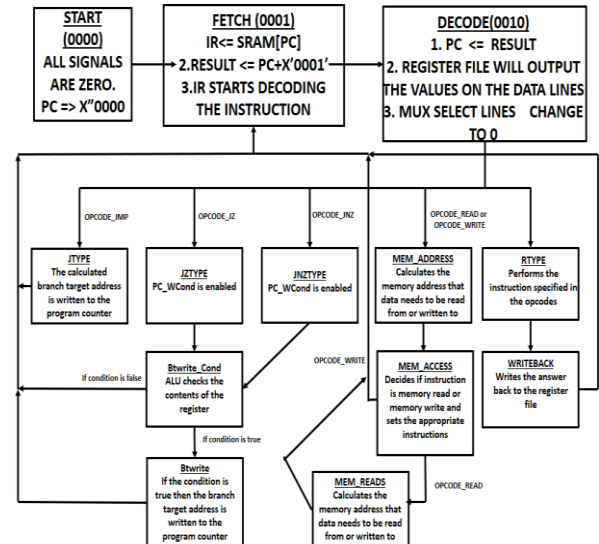 START
(0000)
ALL SIGNALS
ARE ZERO.
PC => X"0000
FETCH (0001)
IR<= SRAM[PC]
2.RESULT <= PC+X'0001'
3.IR STARTS DECODING
THE INSTRUCTION
DECODE(0010)
1. PC <= RESULT
2. REGISTER FILE WILL OUTPUT
THE VALUES ON THE DATA LINES
3. MUX SELECT LINES CHANGE
TO 0
OPCODE_JMP
OPCODE_JZ
OPCODE_JNZ
OPCODE_READ or
OPCODE_WRITE
JTYPE
The calculated
branch target address
is written to the
program counter
JZTYPE
PC_WCond is enabled
JNZTYPE
PC_WCond is enabled
MEM_ADDRESS
Calculates the
memory address that
data needs to be read
from or written to
RTYPE
Performs the
instruction specified in
the opcodes
If condition is false
Btwrite_Cond
ALU checks the
contents of the
register
OPCODE_WRITE
MEM_ACCESS
Decides if instruction
is memory read or
memory write and
sets the appropriate
instructions
WRITEBACK
Writes the answer
back to the register
file
If condition is true
Btwrite
If the condition is
true then the branch
target address is
written to the
program counter
OPCODE_READ
MEM_READS
Calculates the
memory address that
data needs to be read
from or written to